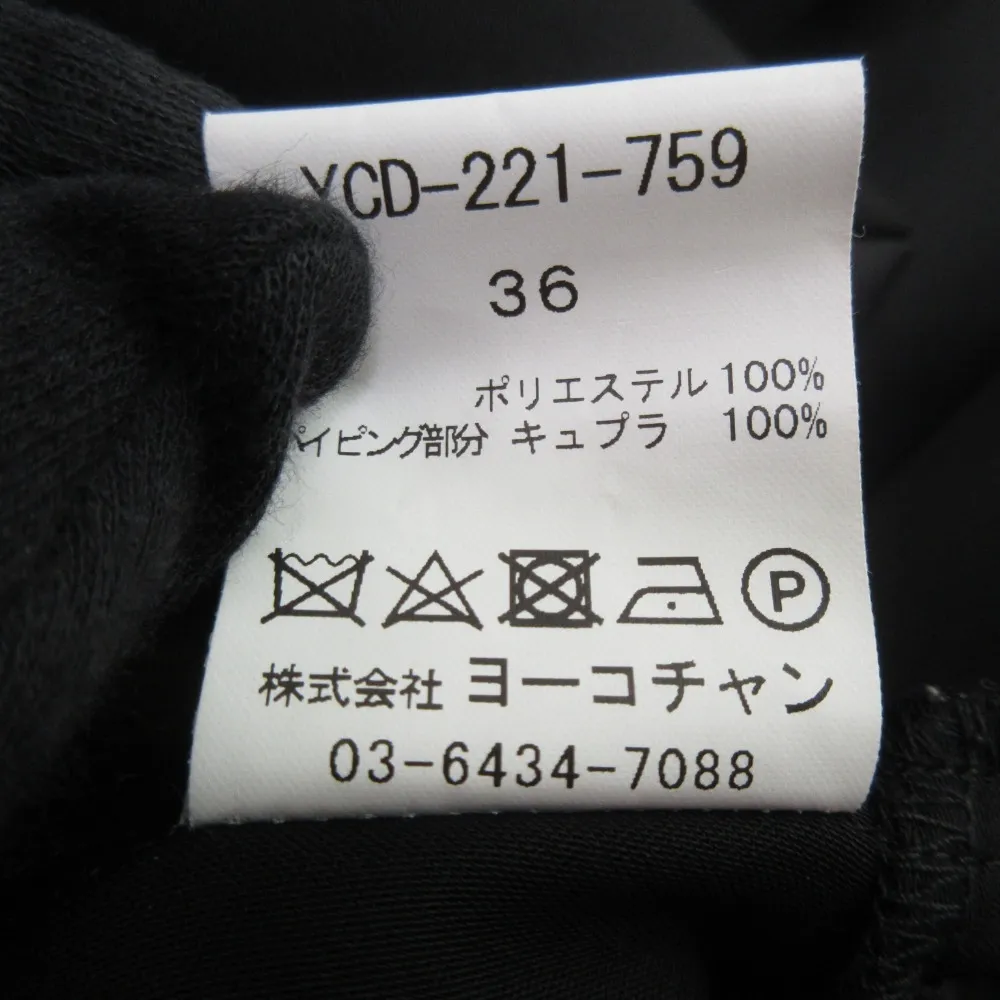 YCD-221-759
36
ポリエステル 100%
パイピング部分 キュプラ 100%
P
株式会社 ヨーコチャン
03-6434-7088